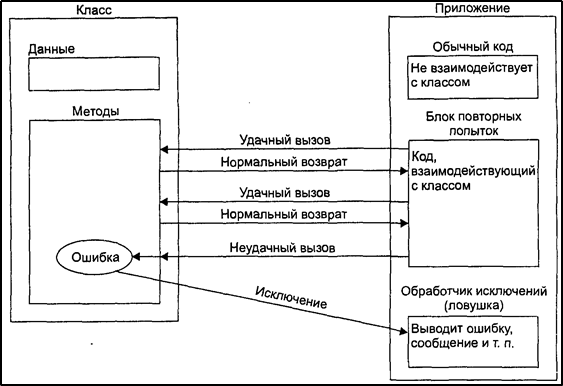 Класс
Приложение
Данные
Обычный код
Не взаимодействует
с классом
Методы
Блок повторных
попыток
Удачный вызов
Код,
взаимодействующий
с классом
Нормальный возврат
Удачный вызов
Нормальный возврат
Неудачный вызов
Ошибка
Исключение
Обработчик исключений
(ловушка)
Выводит ошибку,
сообщение и т. п.